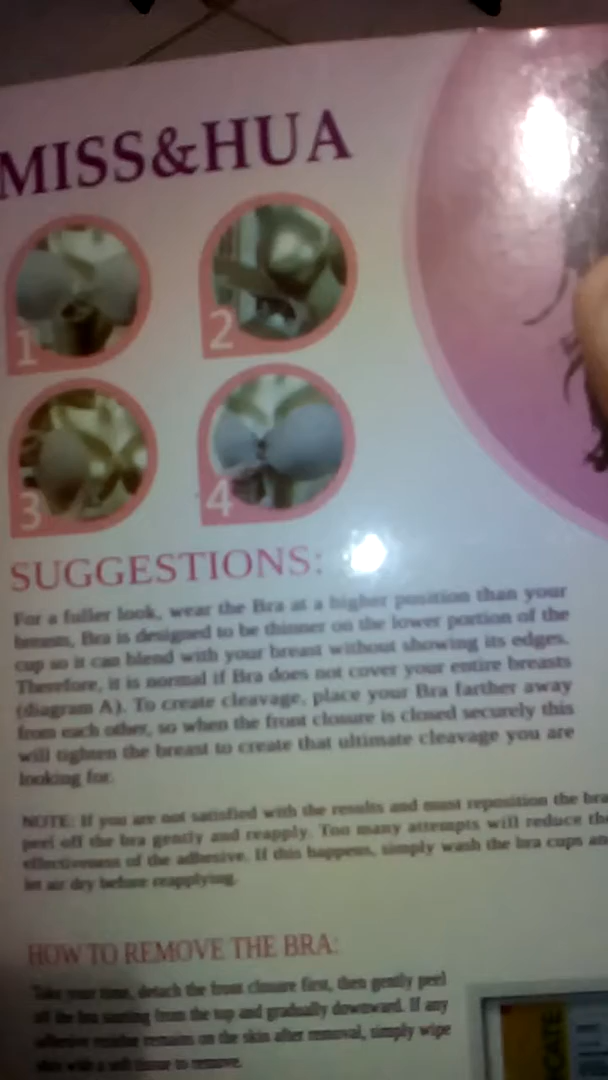 MISS&HUA
1
2
3
4
SUGGESTIONS:
For a fuller look, wear the Bra at a higher position than your
breasts, Bra is designed to be thinner on the lower portion of the
cup so it can blend with your breast without showing its edges.
Therefore, it is normal if Bra does not cover your entire breasts
(diagram A). To create cleavage, place your Bra farther away
from each other, so when the front closure is closed securely this
will tighten the breast to create that ultimate cleavage you are
looking for.
NOTE: If you are not satisfied with the results and must reposition the bra
peel off the bra gently and reapply. Too many attempts will reduce the
effectiveness of the adhesive. If this happens, simply wash the bra cups and
let air dry before reapplying.
HOW TO REMOVE THE BRA:
Take your time, detach the front closure first, then gently peel
off the bra starting from the top and gradually downward. If any
adhesive residue remains on the skin after removal, simply wipe
skin with a soft tissue to remove.